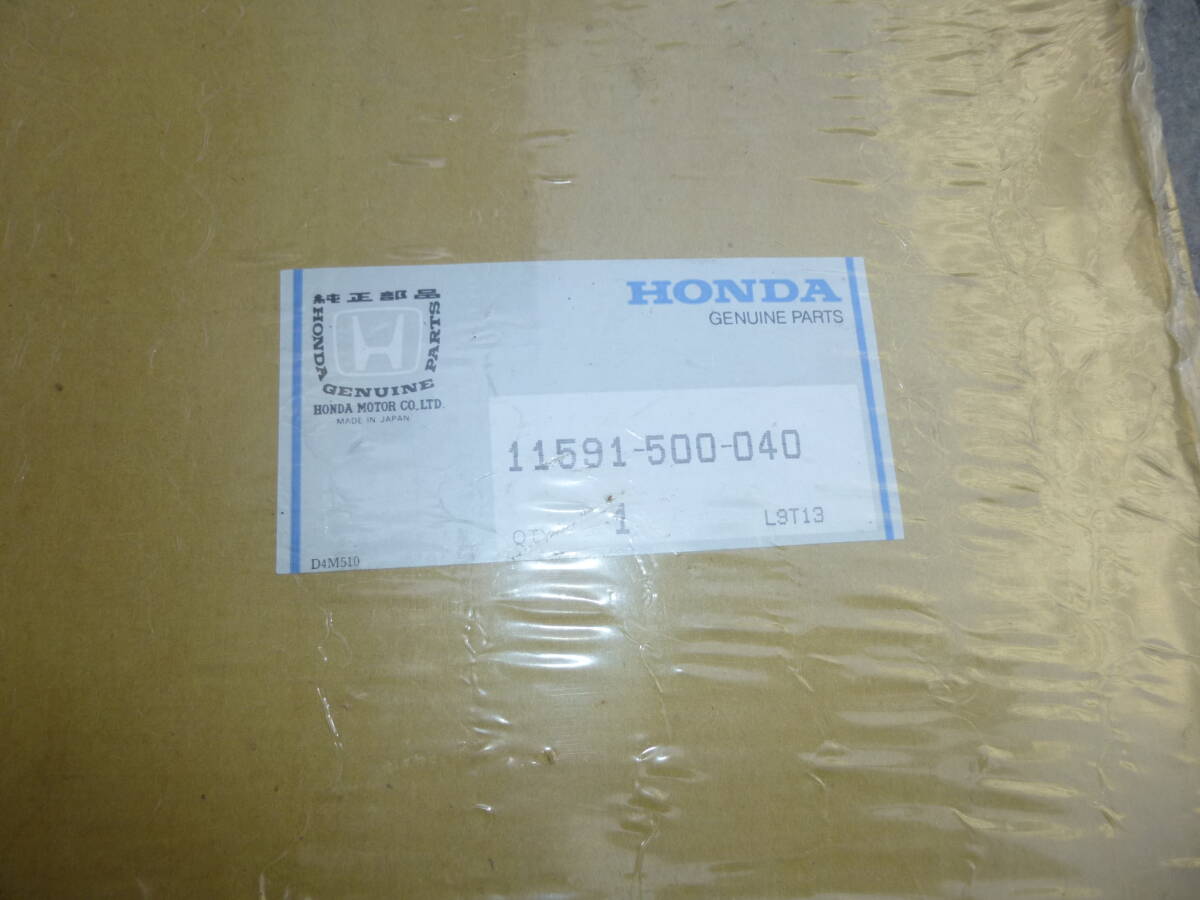 純正部品
HONDA GENUINE PARTS
HONDA MOTOR CO.,LTD.
MADE IN JAPAN
HONDA
GENUINE PARTS
11591-500-040
QTY 1
L9T13
D4M510